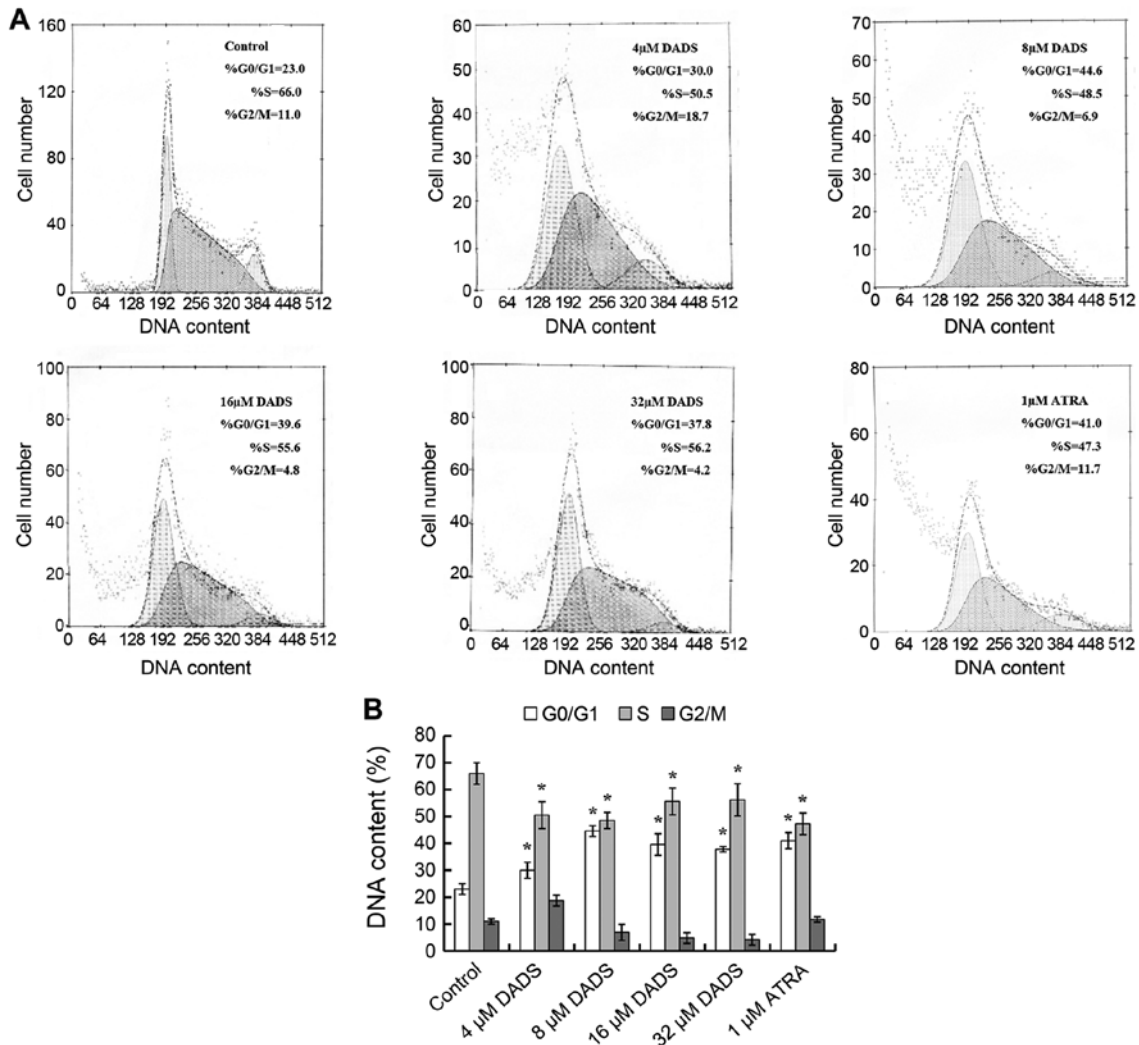 A
Control
%G0/G1=23.0
%S=66.0
%G2/M=11.0
Cell number
160
120
80
40
0
0 64 128 192 256 320 384 448 512
DNA content
4µM DADS
%G0/G1=30.0
%S=50.5
%G2/M=18.7
Cell number
60
50
40
30
20
10
0
0 64 128 192 256 320 384 448 512
DNA content
8µM DADS
%G0/G1=44.6
%S=48.5
%G2/M=6.9
Cell number
70
60
50
40
30
20
10
0
0 64 128 192 256 320 384 448 512
DNA content
16µM DADS
%G0/G1=39.6
%S=55.6
%G2/M=4.8
Cell number
100
80
60
40
20
0
0 64 128 192 256 320 384 448 512
DNA content
32µM DADS
%G0/G1=37.8
%S=56.2
%G2/M=4.2
Cell number
100
80
60
40
20
0
0 64 128 192 256 320 384 448 512
DNA content
1µM ATRA
%G0/G1=41.0
%S=47.3
%G2/M=11.7
Cell number
80
60
40
20
0
0 64 128 192 256 320 384 448 512
DNA content
B
G0/G1 S G2/M
DNA content (%)
80
70
60
50
40
30
20
10
0
* * * * * * * * * *
Control
4 µM DADS
8 µM DADS
16 µM DADS
32 µM DADS
1 µM ATRA